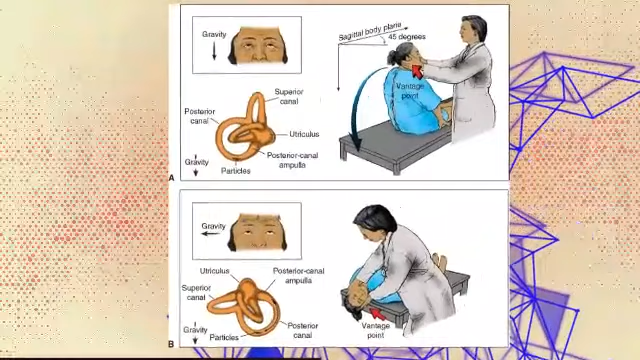 Gravity
Sagittal body plane
45 degrees
Vantage
point
Superior
canal
Posterior
canal
Utriculus
Posterior-canal
ampulla
Gravity
Particles
A
Gravity
Utriculus
Posterior-canal
ampulla
Superior
canal
Gravity
Particles
Posterior
canal
Vantage
point
B